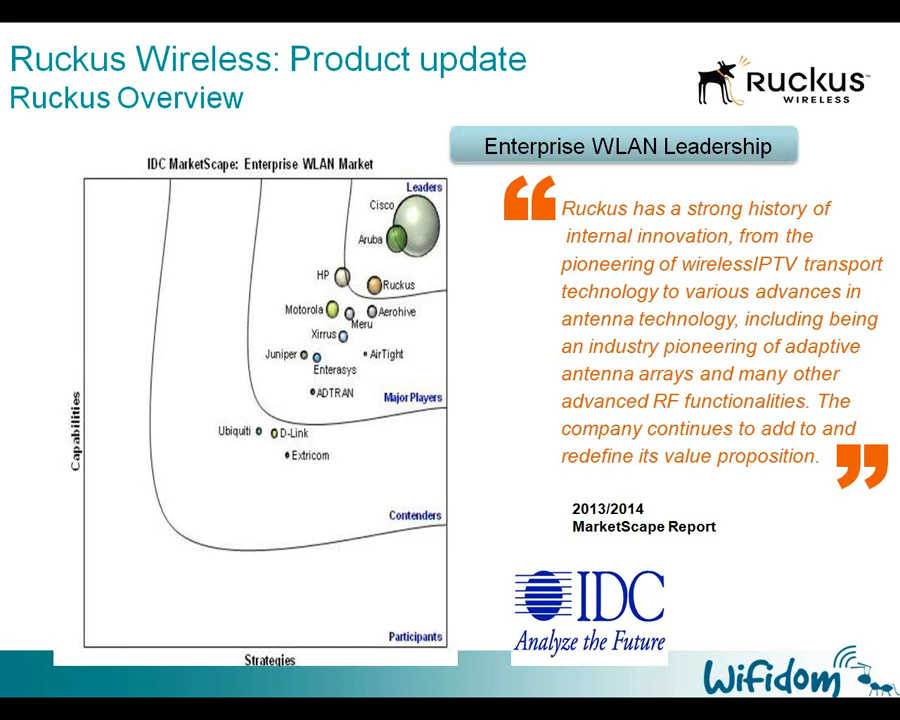 Ruckus Wireless: Product update
Ruckus Overview
RUCKUS™
WIRELESS
Enterprise WLAN Leadership
IDC MarketScape: Enterprise WLAN Market
Leaders
Cisco
Aruba
HP
Ruckus
Motorola
Aerohive
Meru
Xirrus
Juniper
AirTight
Enterasys
ADTRAN
Major Players
Ubiquiti
D-Link
Extricom
Contenders
Participants
Capabilities
Strategies
“
Ruckus has a strong history of
internal innovation, from the
pioneering of wirelessIPTV transport
technology to various advances in
antenna technology, including being
an industry pioneering of adaptive
antenna arrays and many other
advanced RF functionalities. The
company continues to add to and
redefine its value proposition.
”
2013/2014
MarketScape Report
IDC
Analyze the Future
Wifidom